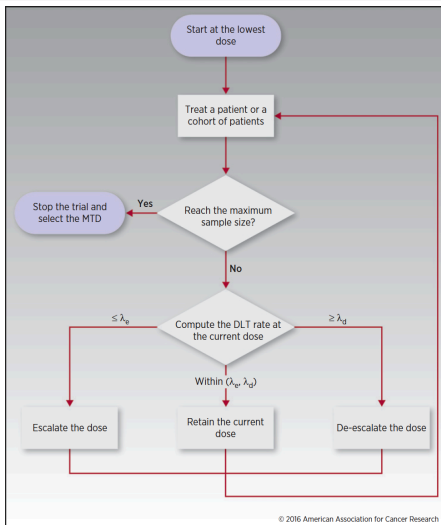 Start at the lowest
dose
Treat a patient or a
cohort of patients
Yes
Stop the trial and
select the MTD
Reach the maximum
sample size?
No
≤ λe
Compute the DLT rate at
the current dose
≥ λd
Within (λe, λd)
Escalate the dose
Retain the current
dose
De-escalate the dose
© 2016 American Association for Cancer Research